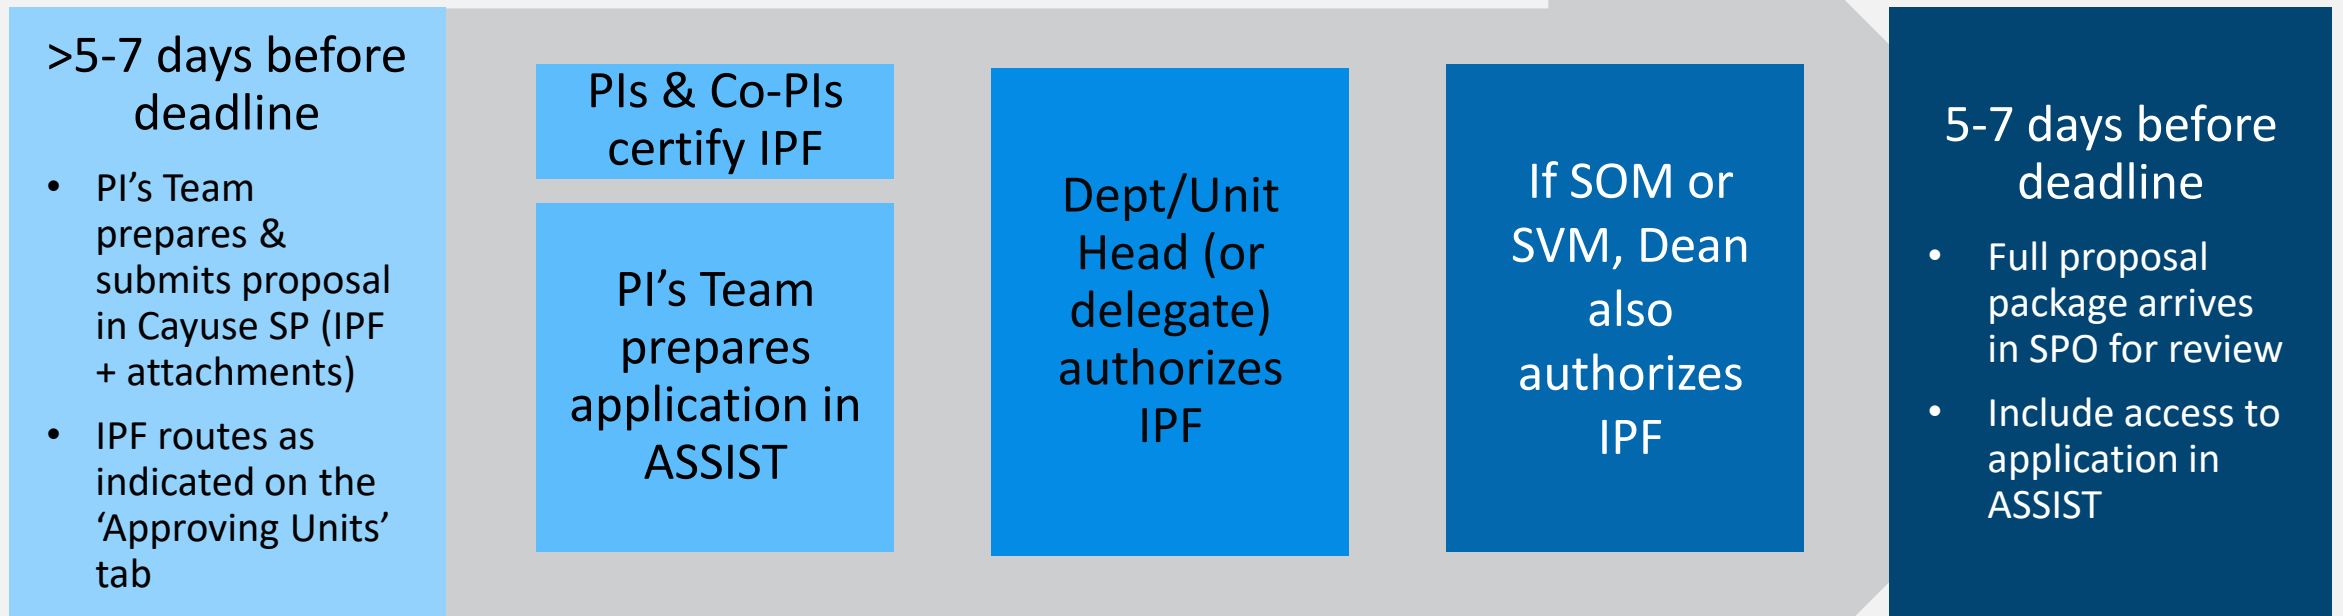 >5-7 days before
deadline
• PI’s Team
prepares &
submits proposal
in Cayuse SP (IPF
+ attachments)
• IPF routes as
indicated on the
‘Approving Units’
tab
PIs & Co-PIs
certify IPF
PI’s Team
prepares
application in
ASSIST
Dept/Unit
Head (or
delegate)
authorizes
IPF
If SOM or
SVM, Dean
also
authorizes
IPF
5-7 days before
deadline
• Full proposal
package arrives
in SPO for review
• Include access to
application in
ASSIST